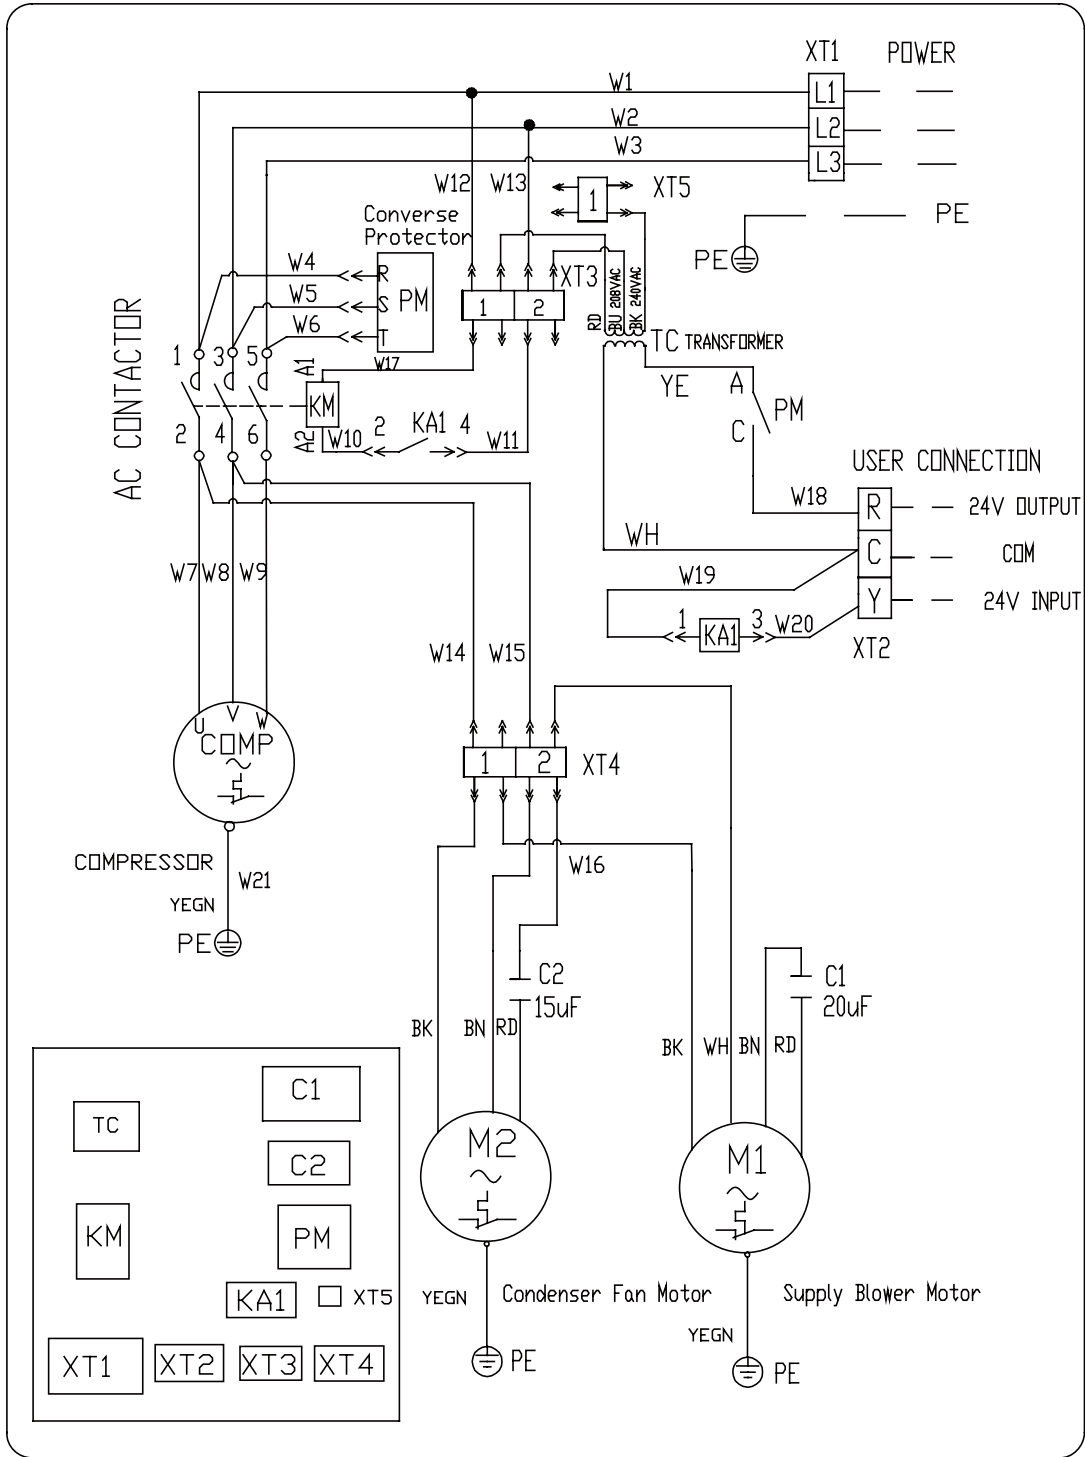 XT1 POWER
W1
L1
W2
L2
W3
L3
W12 W13
1
XT5
Converse
Protector
PE
PE
W4
R
W5
S PM
W6
T
XT3
1 2
RD
BU 208VAC
BK 240VAC
TC TRANSFORMER
AC CONTACTOR
1 3 5
W17
A1
KM
A2
YE
A
PM
C
2 4 6
W10 2 KA1 4 W11
USER CONNECTION
W18
R 24V OUTPUT
WH
C COM
W19
Y 24V INPUT
1 KA1 3 W20
XT2
W7 W8 W9
W14 W15
U V W
COMP
1 2 XT4
COMPRESSOR
W21
YEGN
PE
W16
C2
15uF
C1
20uF
BK BN RD
BK WH BN RD
M2
M1
C1
TC
C2
KM
PM
KA1 XT5
XT1 XT2 XT3 XT4
YEGN Condenser Fan Motor
Supply Blower Motor
YEGN
PE
PE